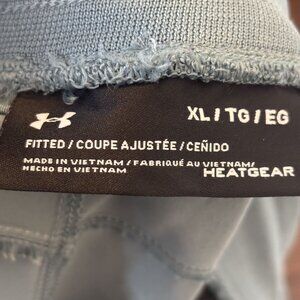 XL / TG / EG
FITTED / COUPE AJUSTÉE / CEÑIDO
MADE IN VIETNAM / FABRIQUÉ AU VIETNAM/
HECHO EN VIETNAM
HEATGEAR